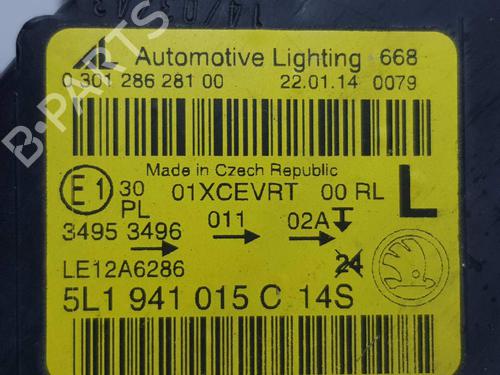 Automotive Lighting 668
0 301 286 281 00 22.01.14 0079
Made in Czech Republic
E1 30 01XCEVRT 00 RL L
PL
3495 3496 011 02A
LE12A6286 24
5L1 941 015 C 14S